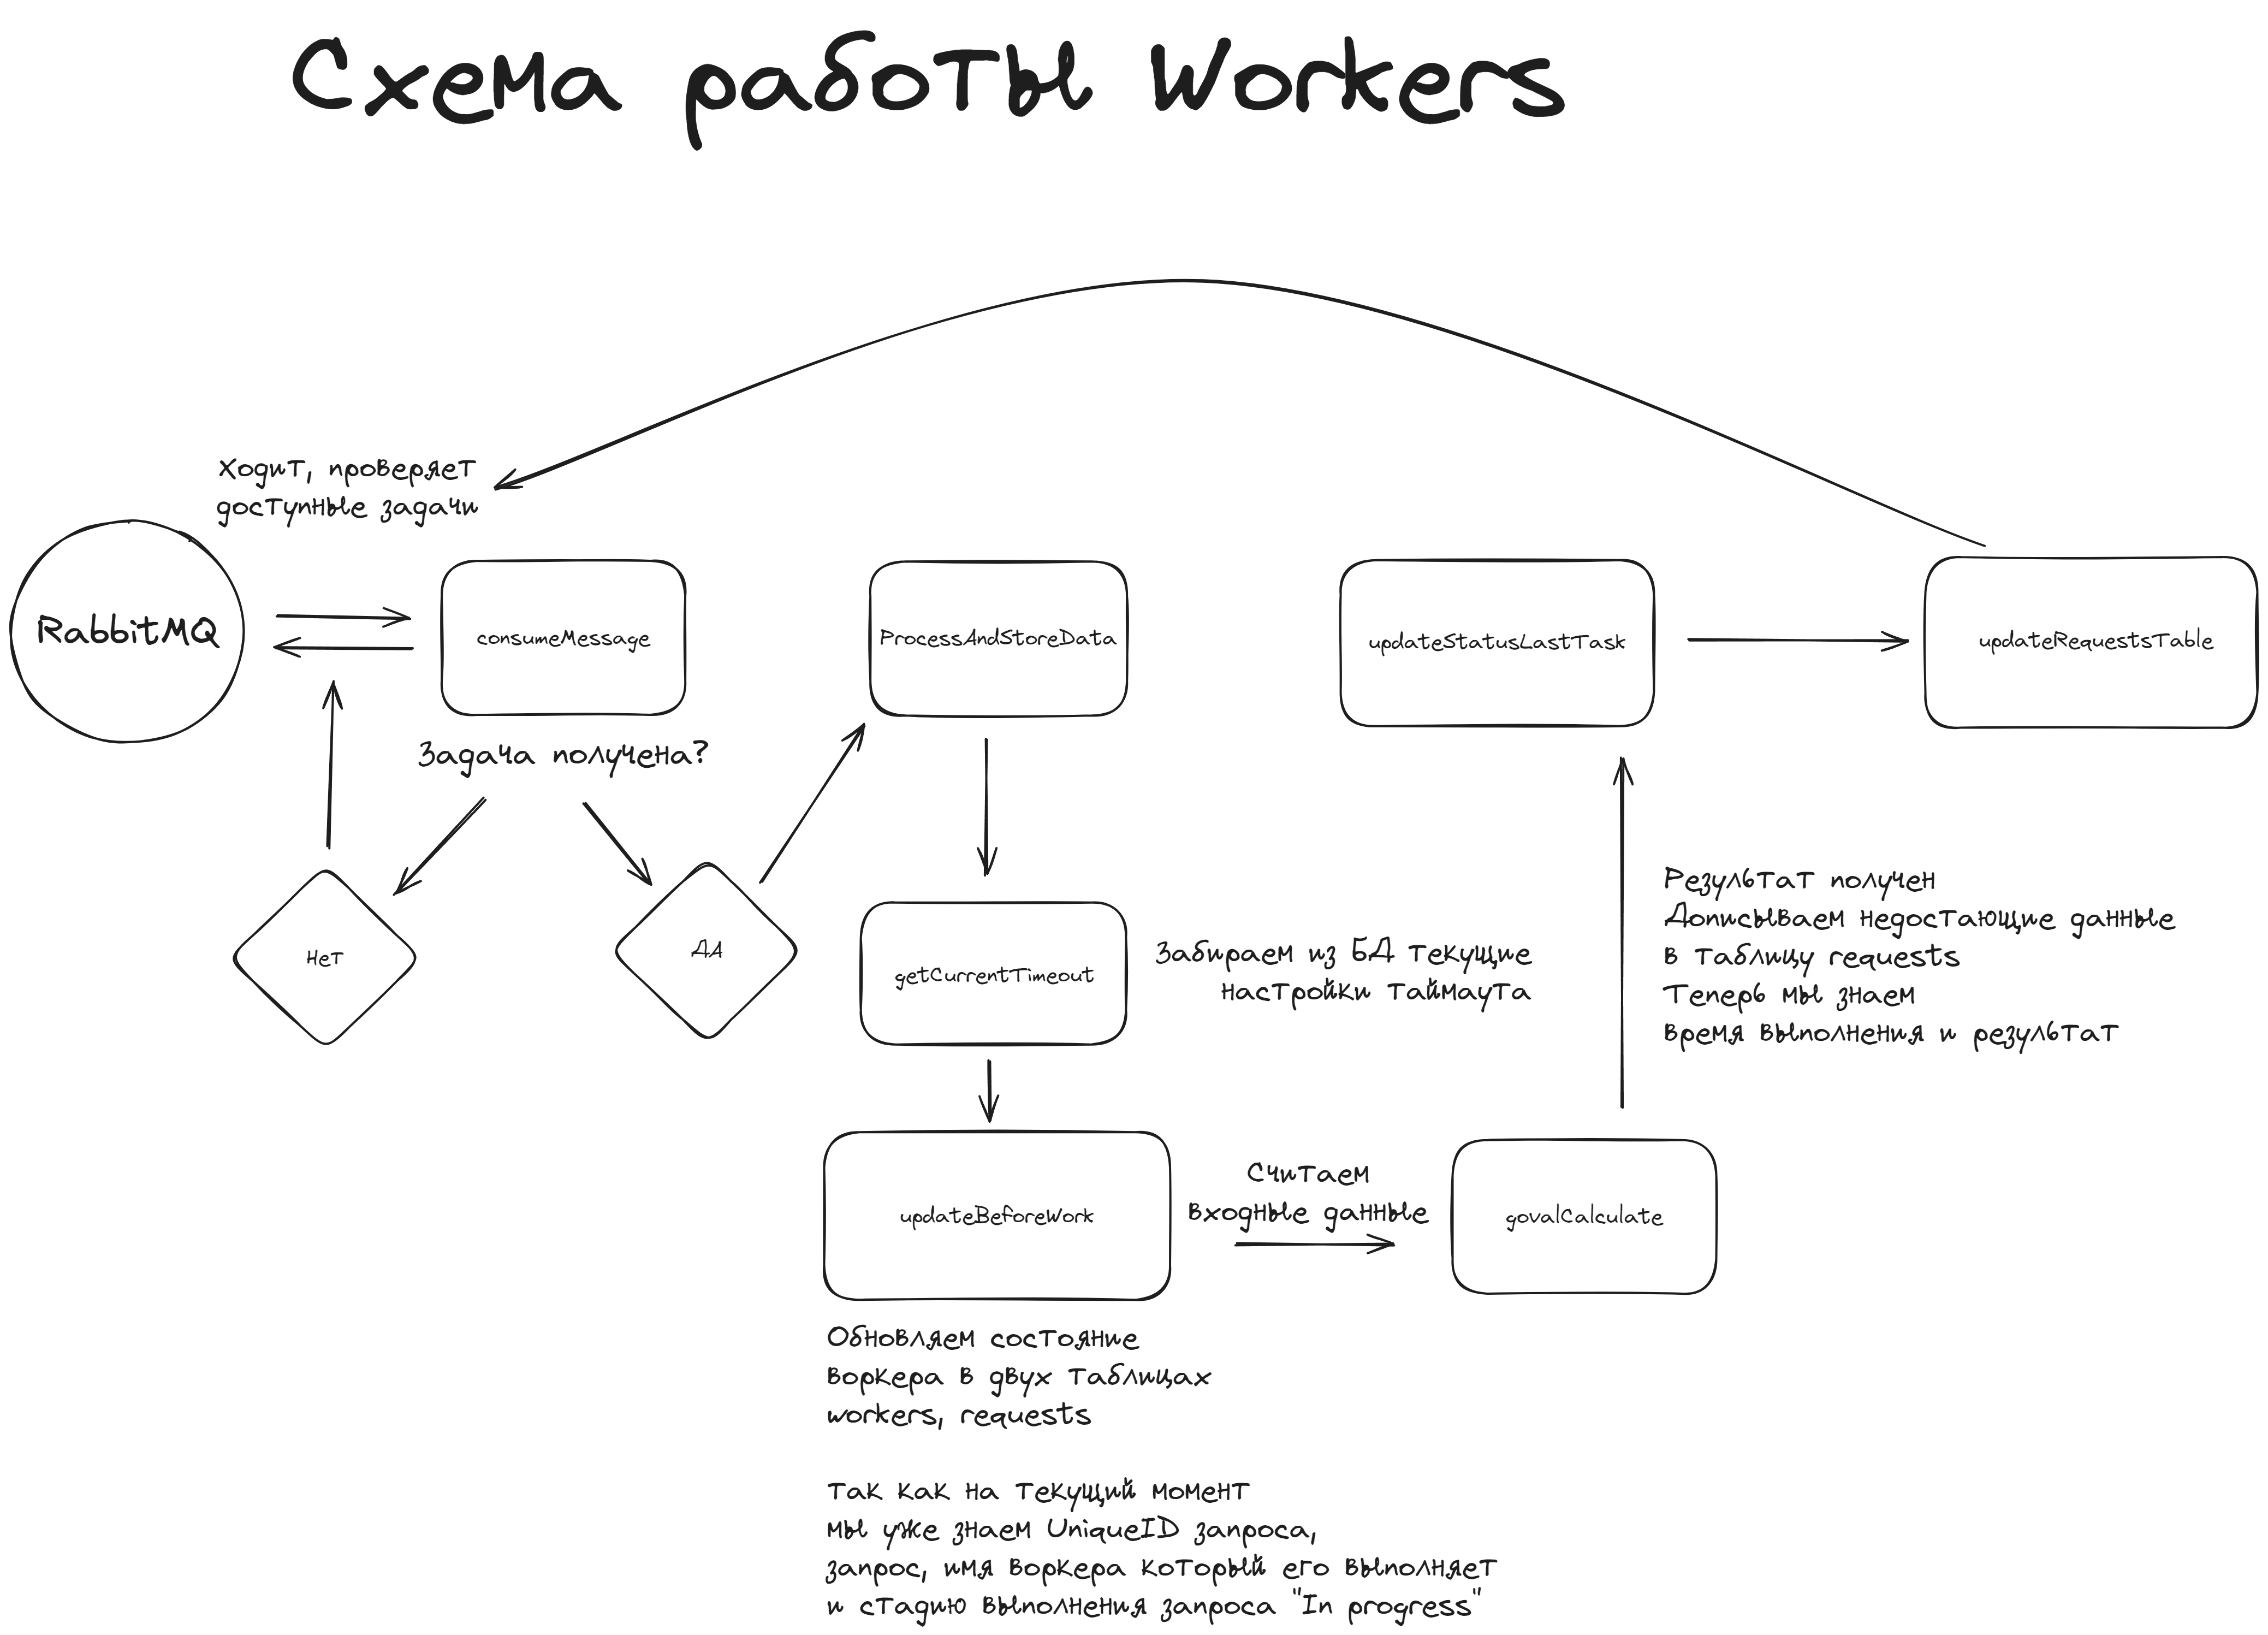 Схема работы Workers
Ходит, проверяет
доступные задачи
RabbitMQ
consumeMessage
ProcessAndStoreData
updateStatusLastTask
updateRequestsTable
Задача получена?
Нет
ДА
getCurrentTimeout
Забираем из БД текущие
настройки таймаута
Результат получен
Дописываем недостающие данные
в таблицу requests
Теперь мы знаем
время выполнения и результат
updateBeforeWork
Считаем
входные данные
govalCalculate
Обновляем состояние
воркера в двух таблицах
workers, requests
так как на текущий момент
мы уже знаем UniqueID запроса,
запрос, имя воркера который его выполняет
и стадию выполнения запроса "In progress"